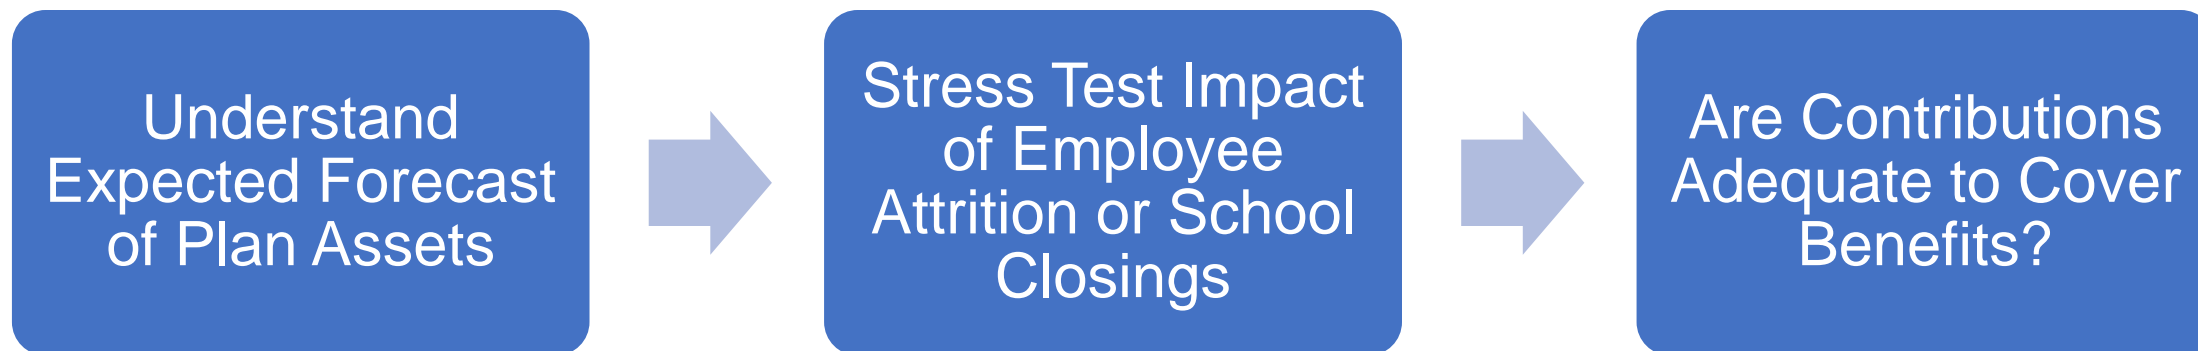 Understand
Expected Forecast
of Plan Assets
Stress Test Impact
of Employee
Attrition or School
Closings
Are Contributions
Adequate to Cover
Benefits?